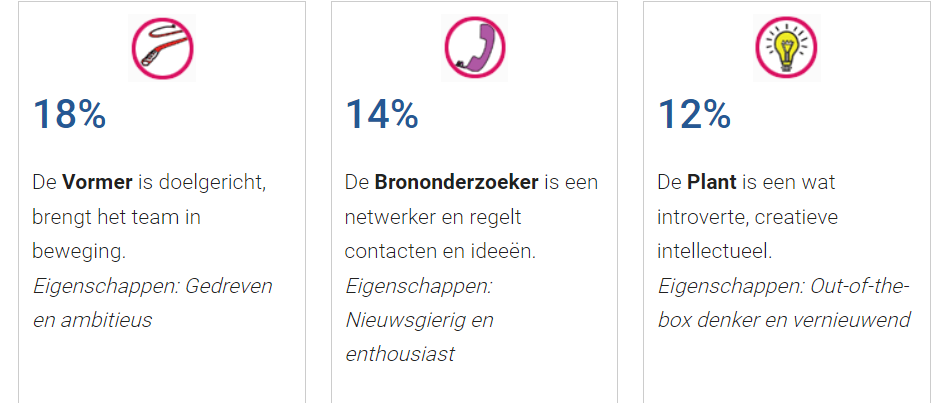 18%
De Vormer is doelgericht,
brengt het team in
beweging.
Eigenschappen: Gedreven
en ambitieus
14%
De Brononderzoeker is een
netwerker en regelt
contacten en ideeën.
Eigenschappen:
Nieuwsgierig en
enthousiast
12%
De Plant is een wat
introverte, creatieve
intellectueel.
Eigenschappen: Out-of-the-
box denker en vernieuwend